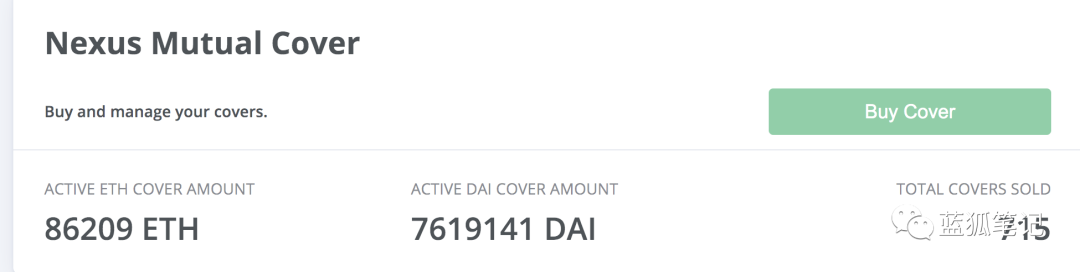 Nexus Mutual Cover
Buy and manage your covers.
Buy Cover
ACTIVE ETH COVER AMOUNT
ACTIVE DAI COVER AMOUNT
TOTAL COVERS SOLD
86209 ETH
7619141 DAI
715
蓝狐笔记